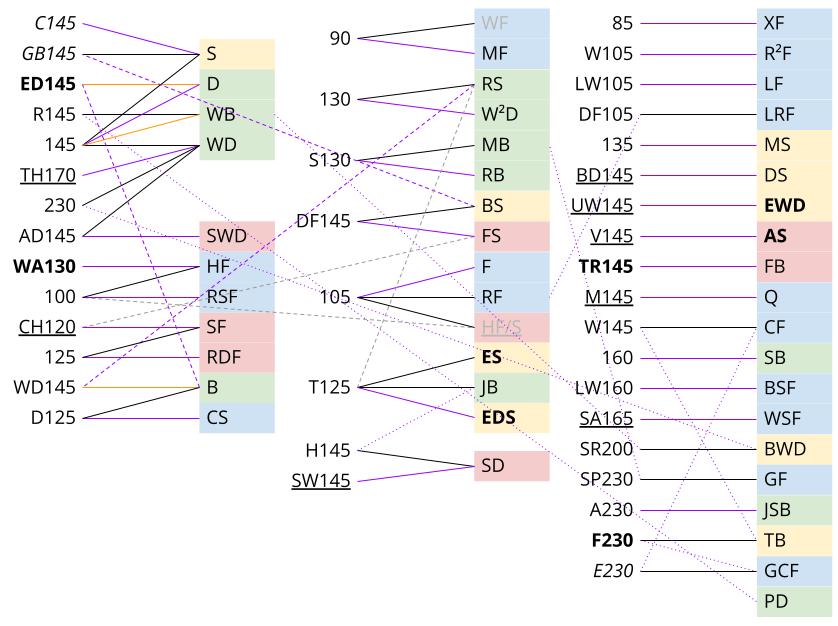 C145
GB145
ED145
R145
145
TH170
230
AD145
WA130
100
CH120
125
WD145
D125
S
D
WB
WD
SWD
HF
RSF
SF
RDF
B
CS
90
130
S130
DF145
105
T125
H145
SW145
WF
MF
RS
W²D
MB
RB
BS
FS
F
RF
HF/S
ES
JB
EDS
SD
85
W105
LW105
DF105
135
BD145
UW145
V145
TR145
M145
W145
160
LW160
SA165
SR200
SP230
A230
F230
E230
XF
R²F
LF
LRF
MS
DS
EWD
AS
FB
Q
CF
SB
BSF
WSF
BWD
GF
JSB
TB
GCF
PD